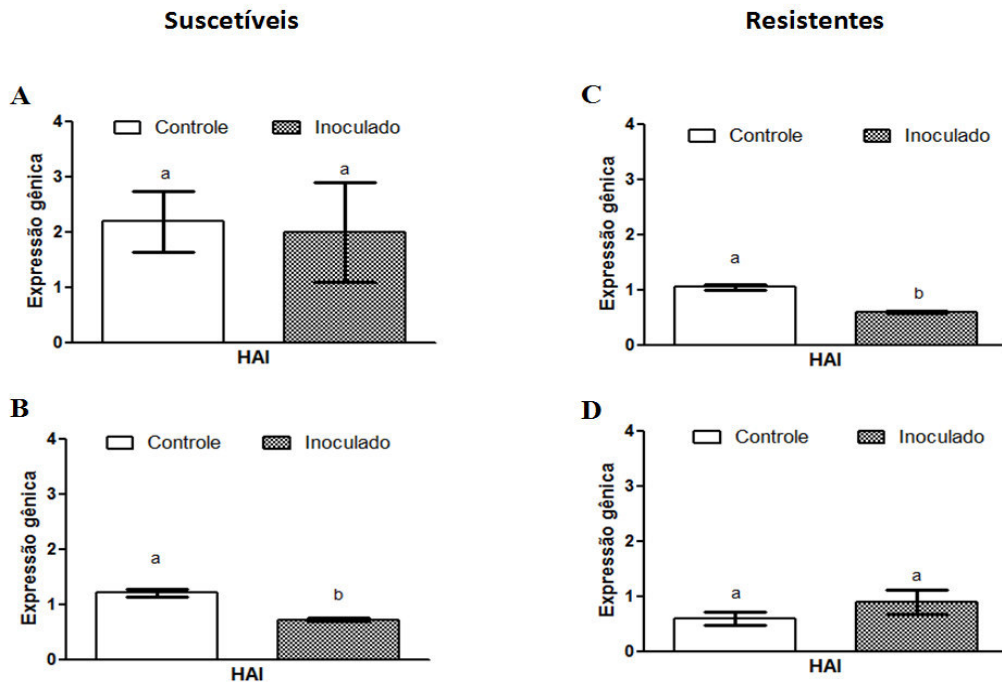 Suscetíveis
Resistentes
A
Controle Inoculado
4
3
2
1
0
Expressão gênica
a a
HAI
C
Controle Inoculado
4
3
2
1
0
Expressão gênica
a b
HAI
B
Controle Inoculado
4
3
2
1
0
Expressão gênica
a b
HAI
D
Controle Inoculado
4
3
2
1
0
Expressão gênica
a a
HAI